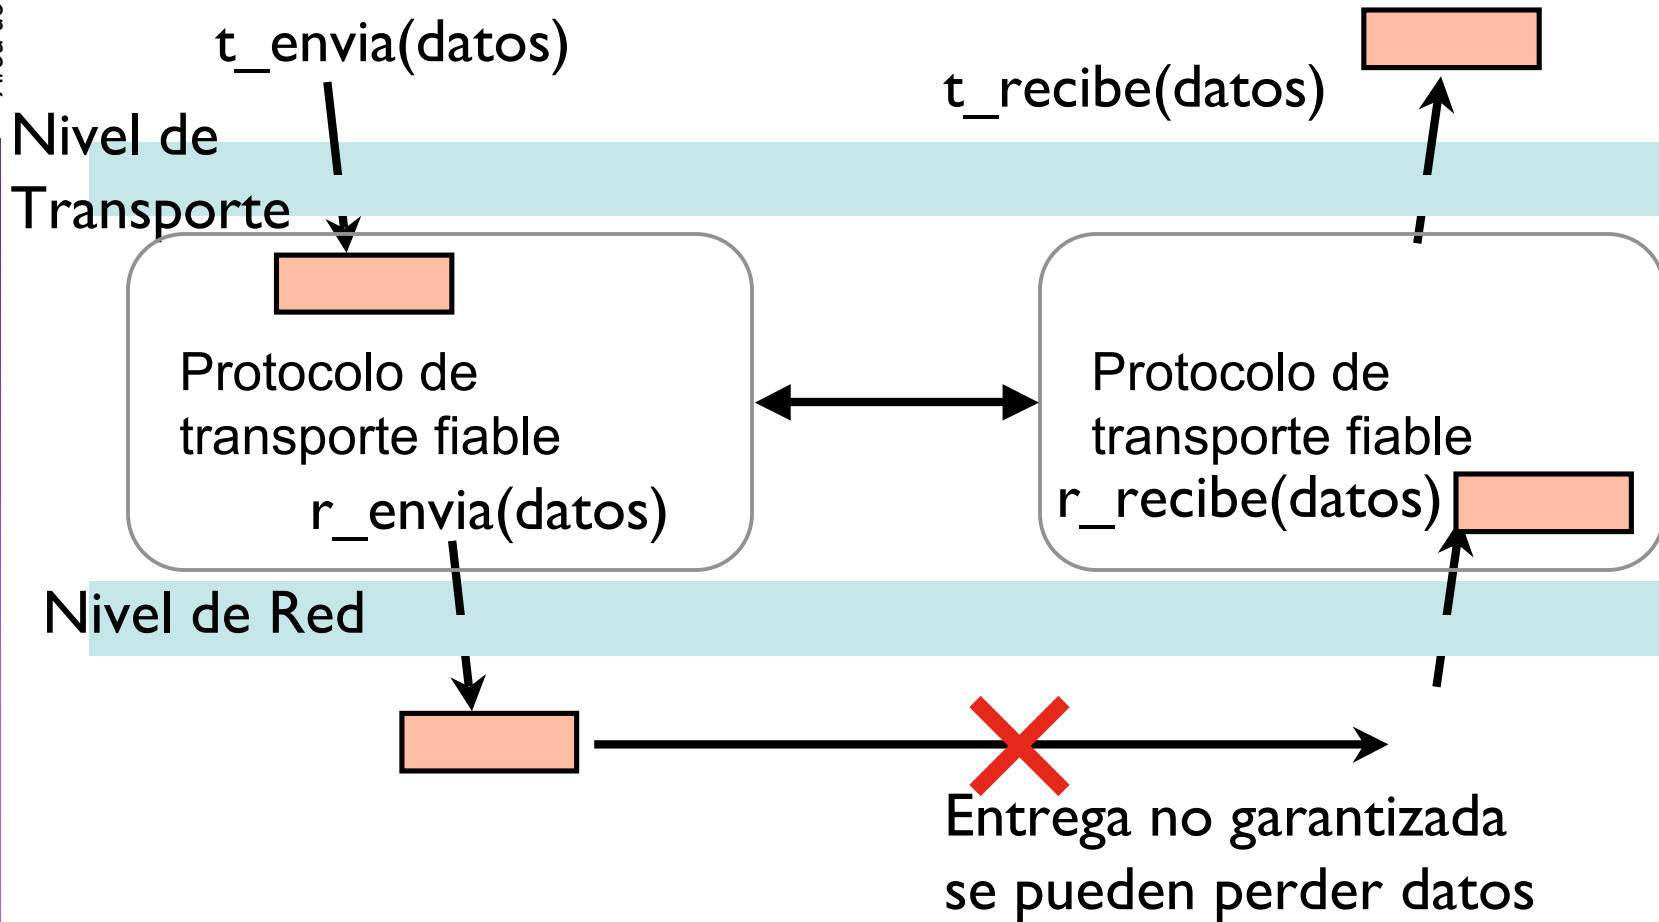 t_envia(datos)
t_recibe(datos)
Nivel de
Transporte
Protocolo de
transporte fiable
r_envia(datos)
Protocolo de
transporte fiable
r_recibe(datos)
Nivel de Red
Entrega no garantizada
se pueden perder datos